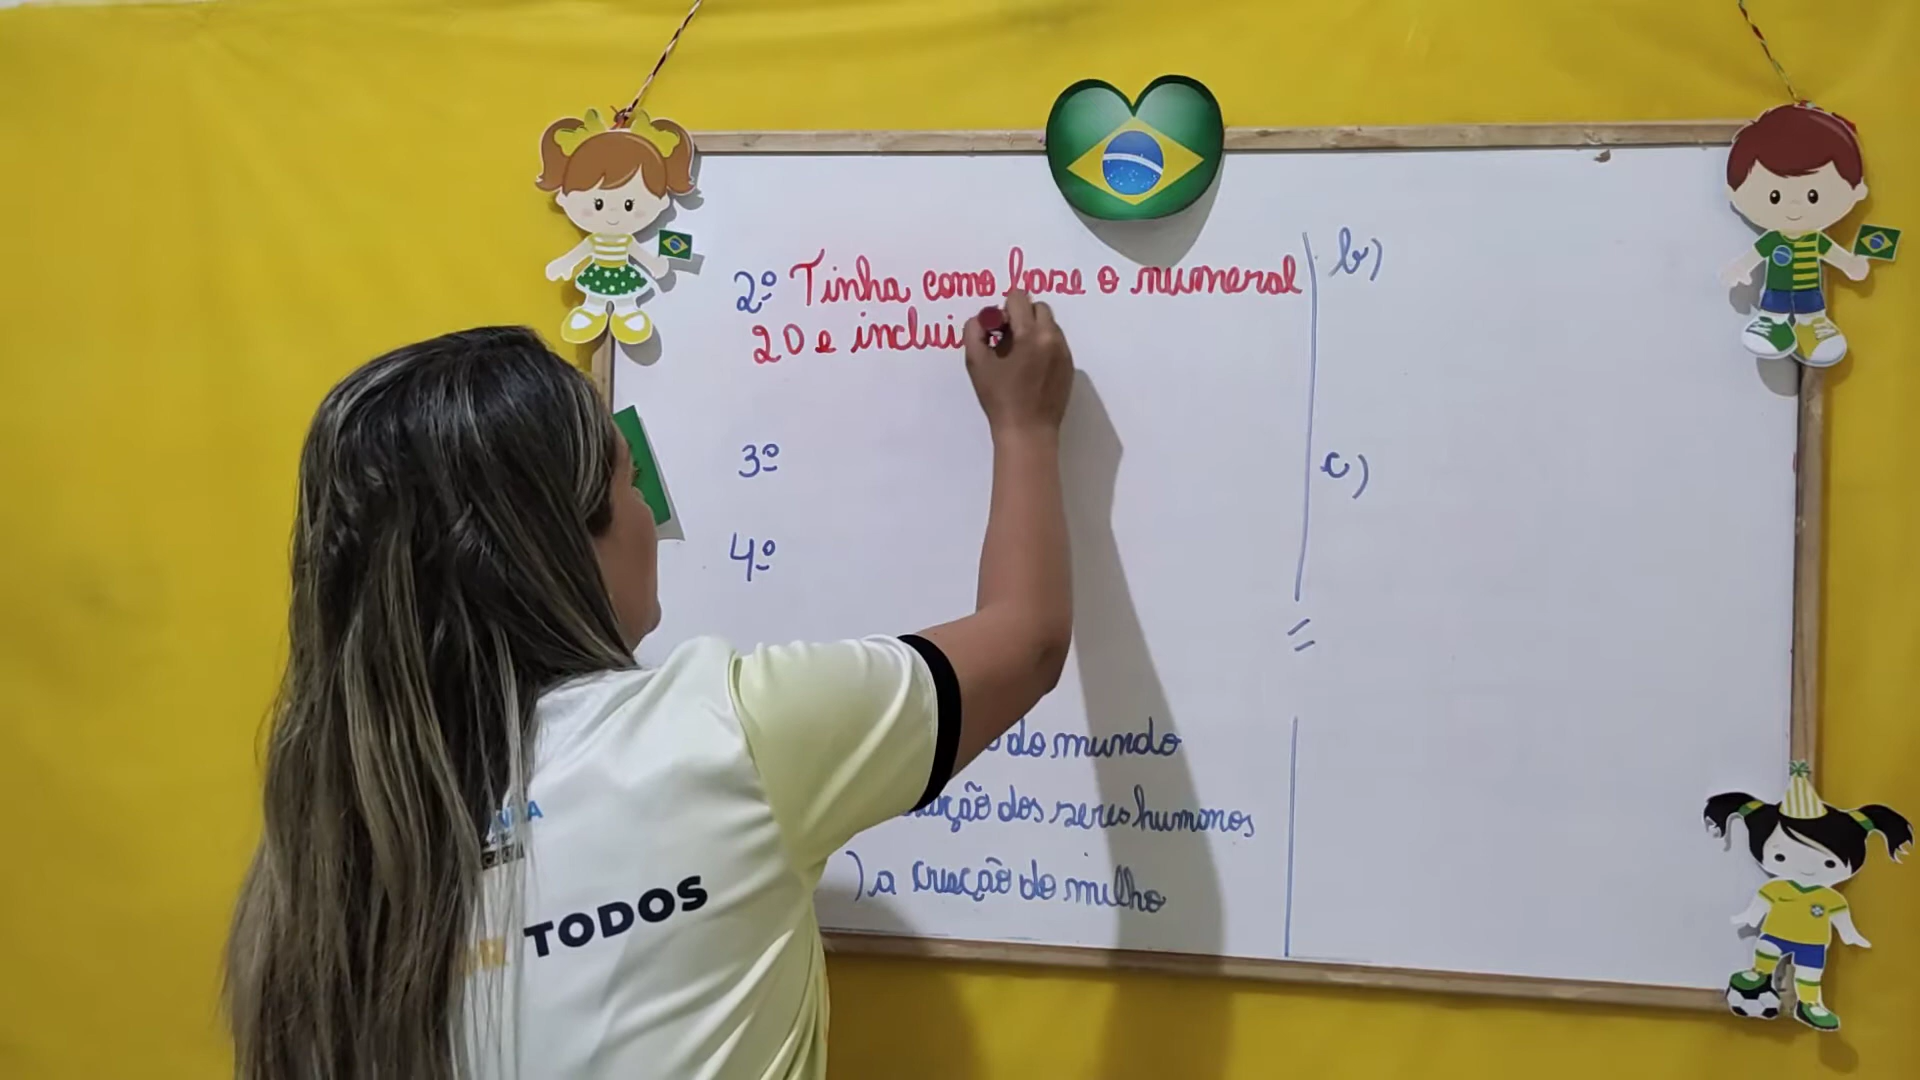 2º Tinha como base o numeral
20 e inclui
3º
4º
do mundo
dos seres humanos
) a criação do milho
b)
c)
TODOS